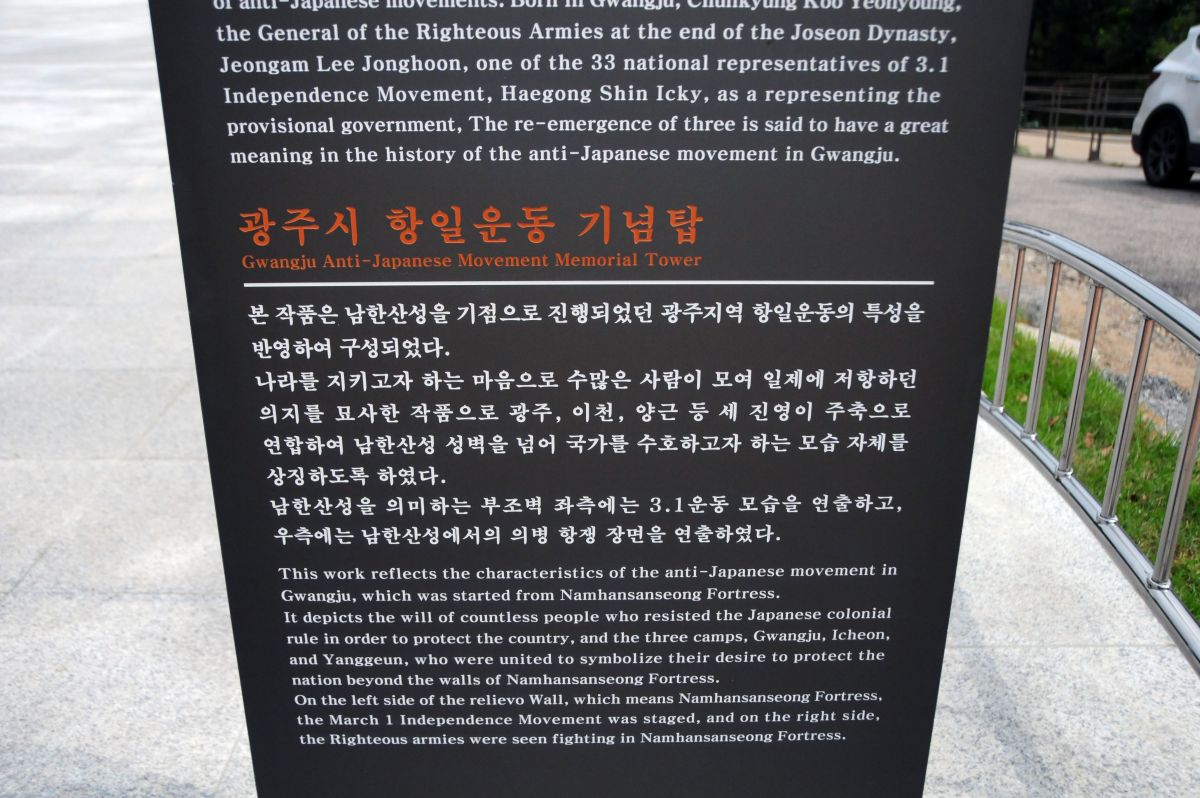 of anti-Japanese movements. Born in Gwangju, Chunkyung Koo Yeonyoung,
the General of the Righteous Armies at the end of the Joseon Dynasty,
Jeongam Lee Jonghoon, one of the 33 national representatives of 3.1
Independence Movement, Haegong Shin Icky, as a representing the
provisional government, The re-emergence of three is said to have a great
meaning in the history of the anti-Japanese movement in Gwangju.
광주시 항일운동 기념탑
Gwangju Anti-Japanese Movement Memorial Tower
본 작품은 남한산성을 기점으로 진행되었던 광주지역 항일운동의 특성을
반영하여 구성되었다.
나라를 지키고자 하는 마음으로 수많은 사람이 모여 일제에 저항하던
의지를 묘사한 작품으로 광주, 이천, 양근 등 세 진영이 주축으로
연합하여 남한산성 성벽을 넘어 국가를 수호하고자 하는 모습 자체를
상징하도록 하였다.
남한산성을 의미하는 부조벽 좌측에는 3.1운동 모습을 연출하고,
우측에는 남한산성에서의 의병 항쟁 장면을 연출하였다.
This work reflects the characteristics of the anti-Japanese movement in
Gwangju, which was started from Namhansanseong Fortress.
It depicts the will of countless people who resisted the Japanese colonial
rule in order to protect the country, and the three camps, Gwangju, Icheon,
and Yanggeun, who were united to symbolize their desire to protect the
nation beyond the walls of Namhansanseong Fortress.
On the left side of the relievo Wall, which means Namhansanseong Fortress,
the March 1 Independence Movement was staged, and on the right side,
the Righteous armies were seen fighting in Namhansanseong Fortress.